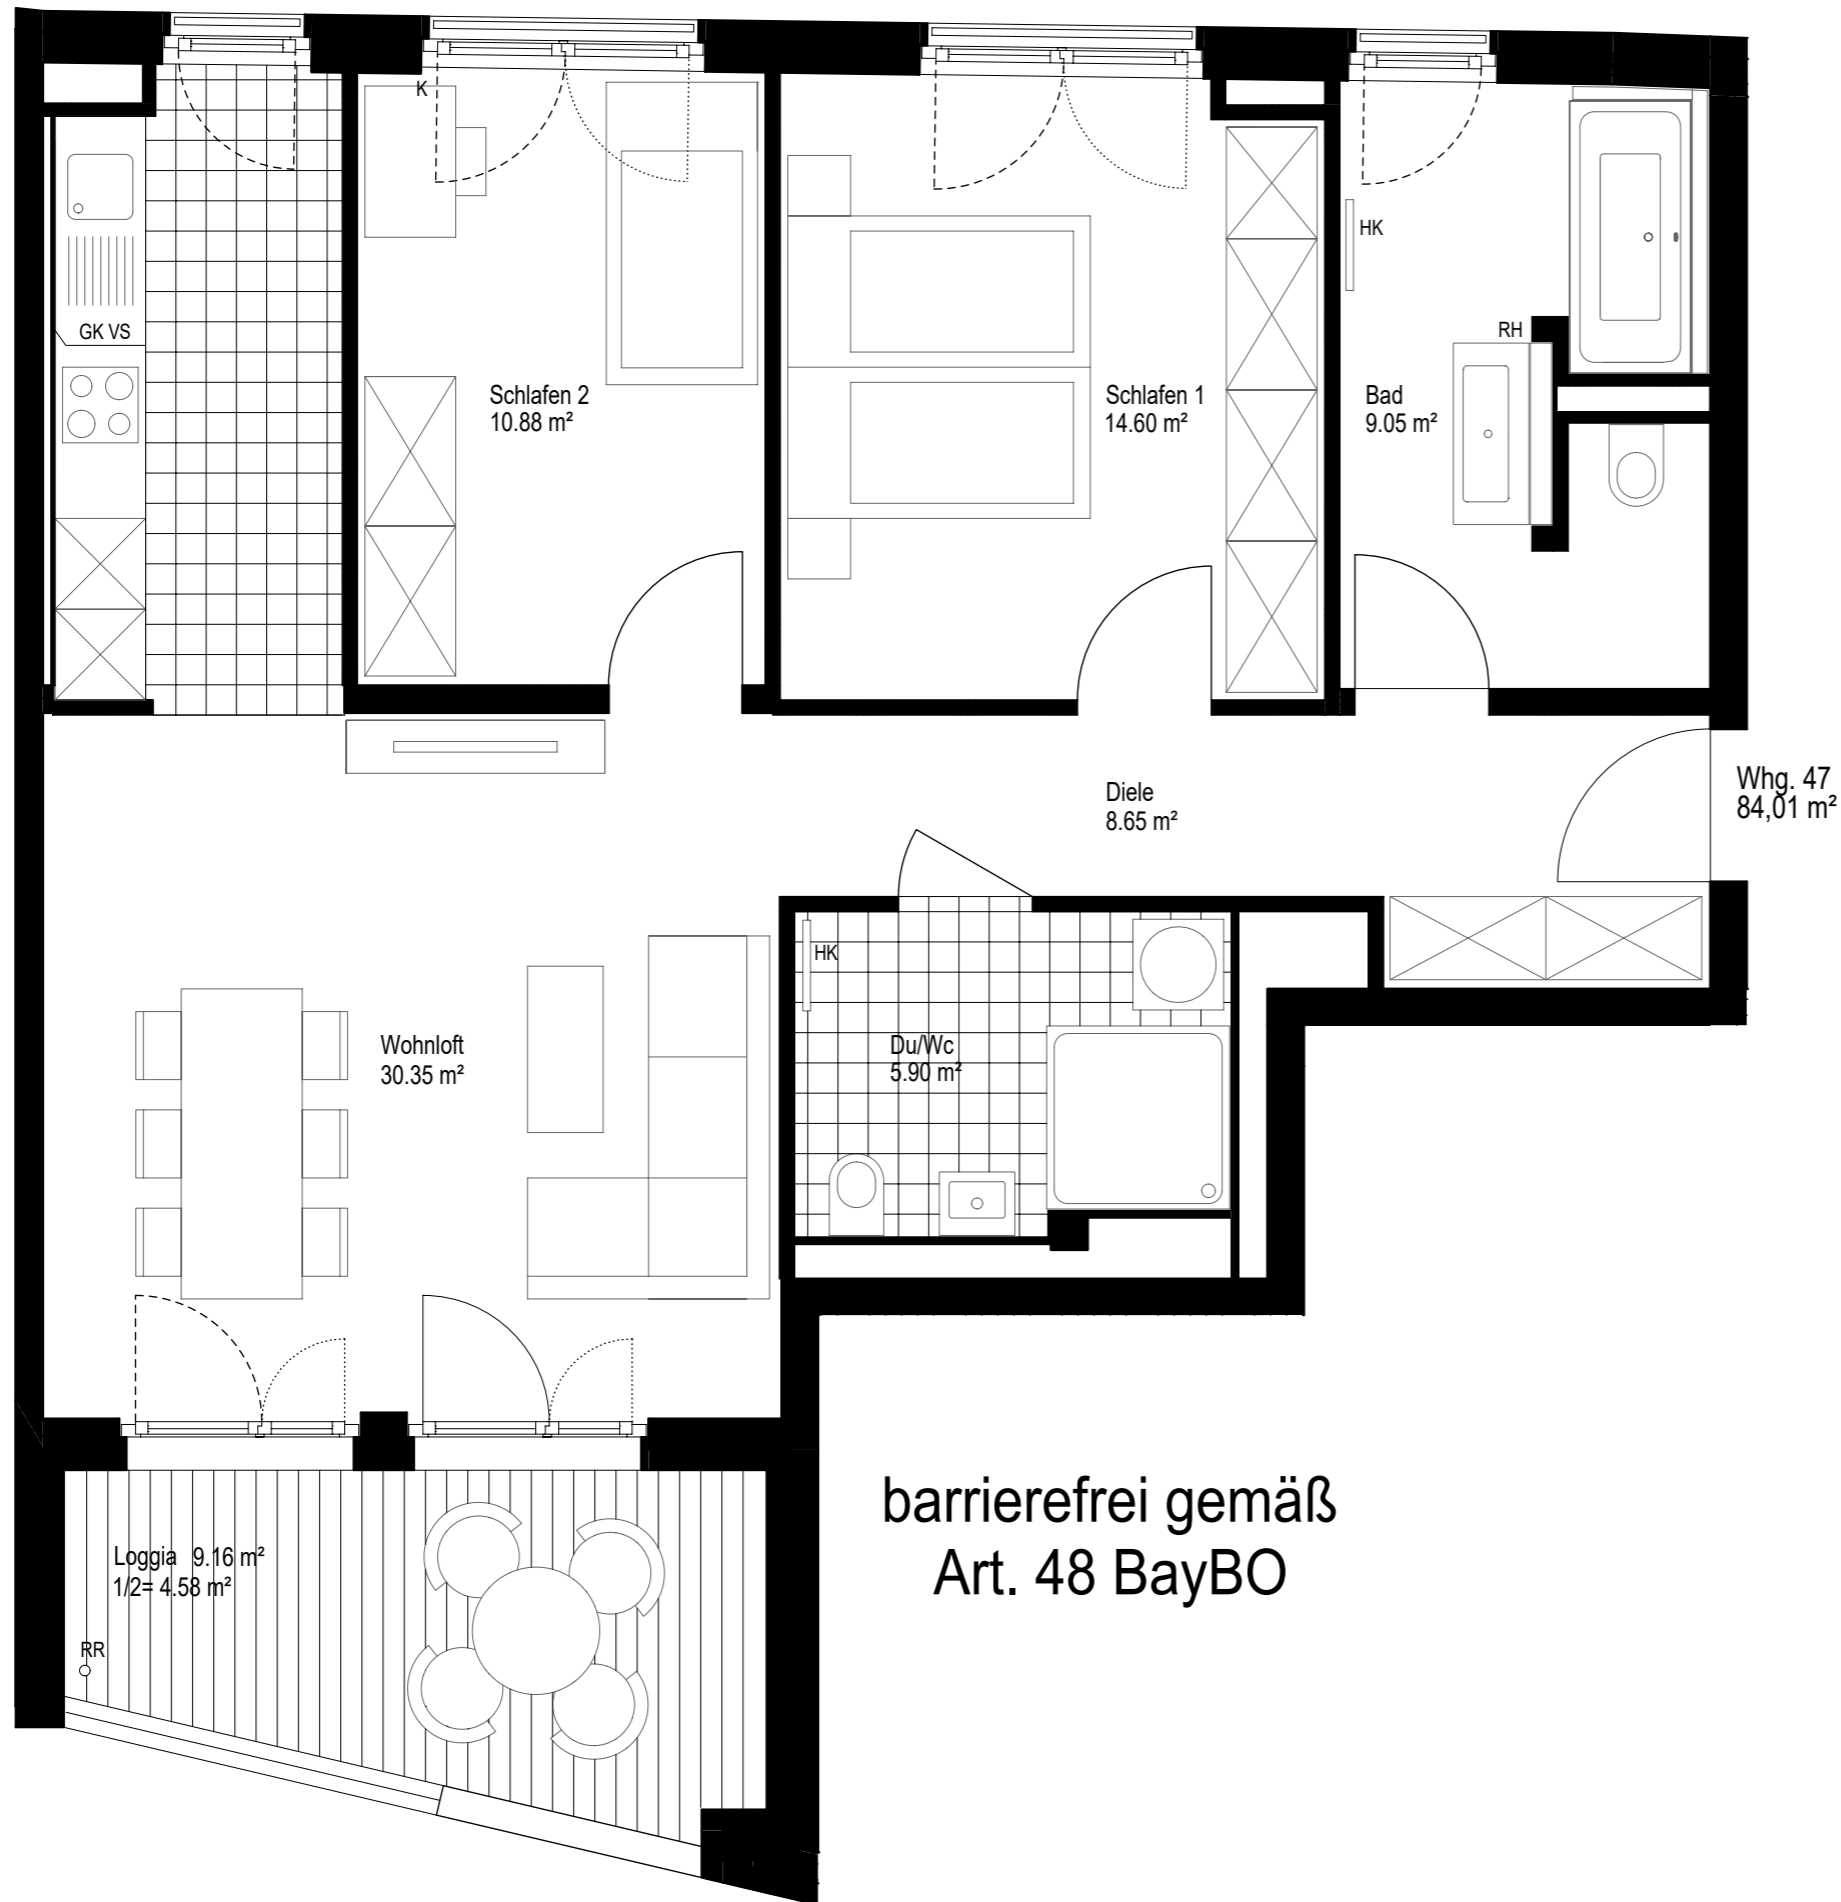 K
HK
GK VS
RH
Schlafen 2
10.88 m²
Schlafen 1
14.60 m²
Bad
9.05 m²
Diele
8.65 m²
Whg. 47
84,01 m²
HK
Wohnloft
30.35 m²
Du/Wc
5.90 m²
barrierefrei gemäß
Art. 48 BayBO
Loggia 9.16 m²
1/2= 4.58 m²
RR